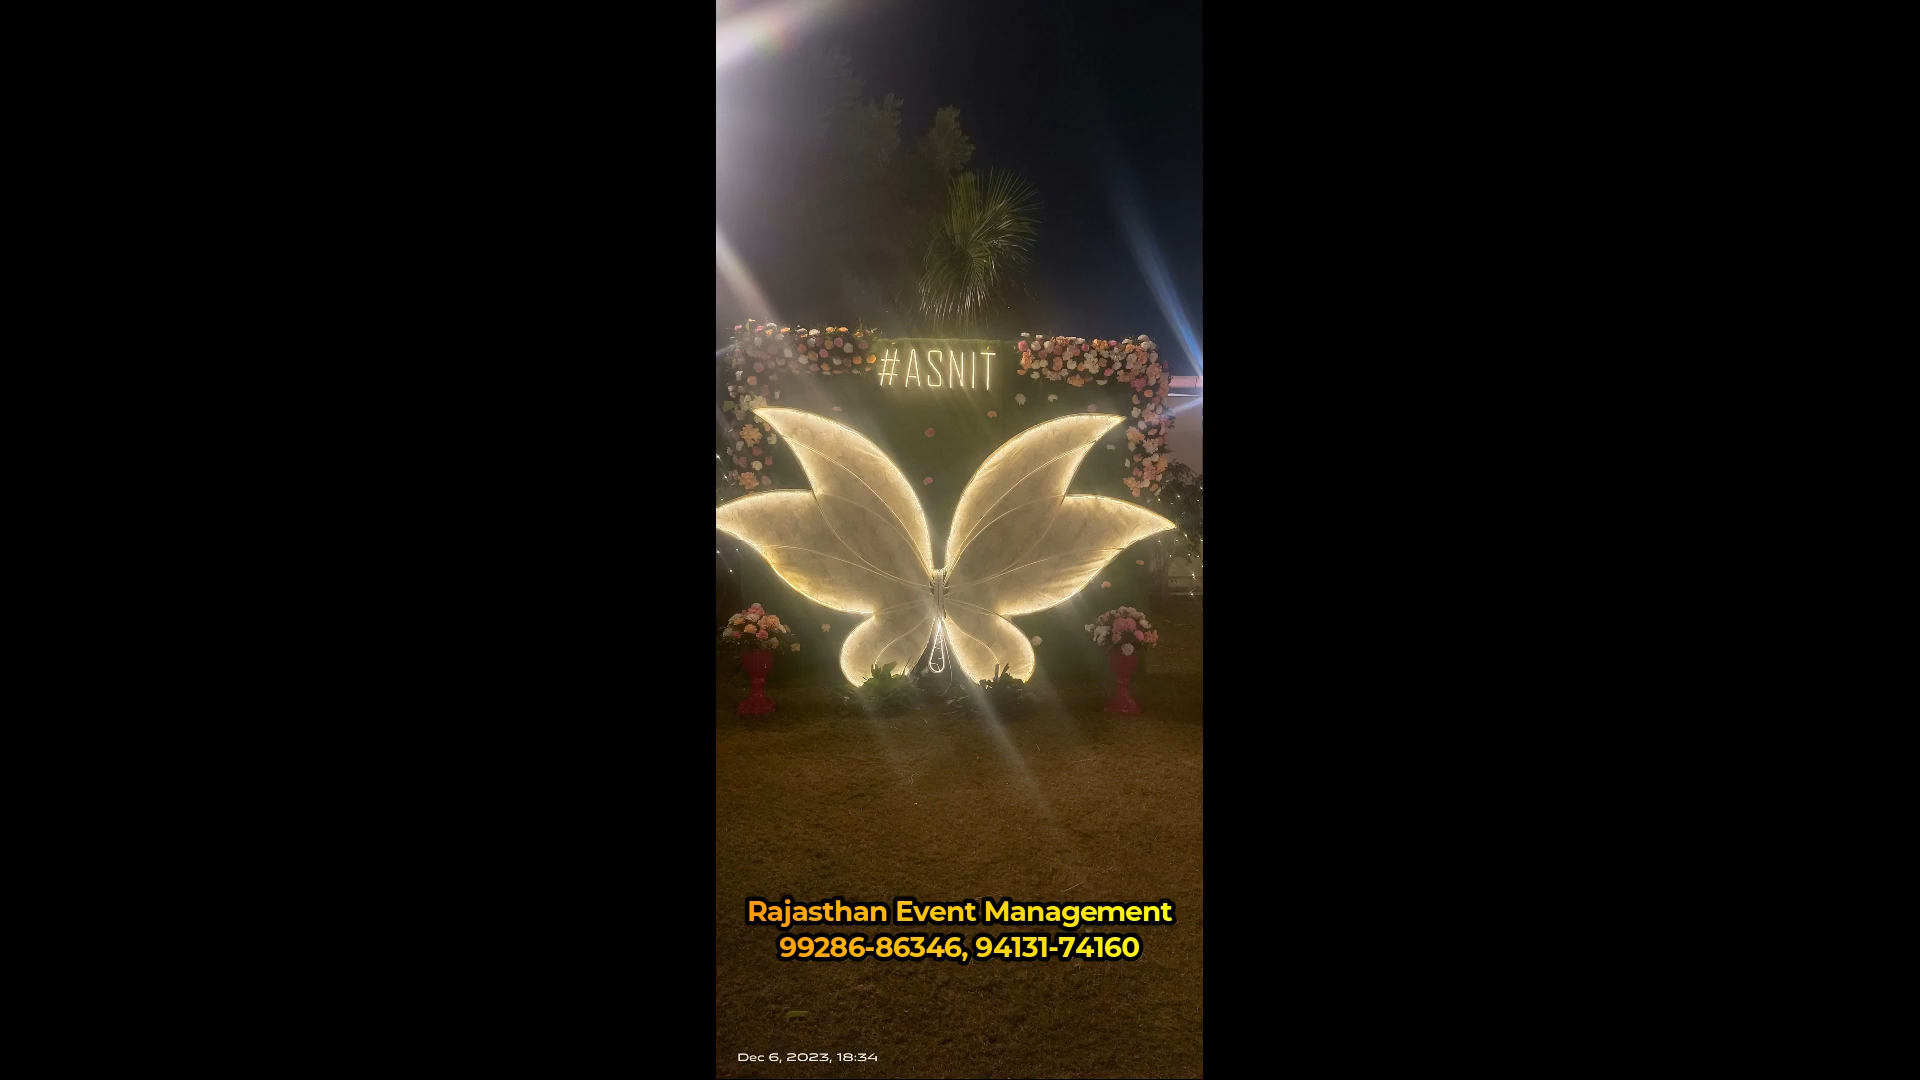 #ASNIT
Rajasthan Event Management
99286-86346, 94131-74160
Dec 6, 2023, 18:34